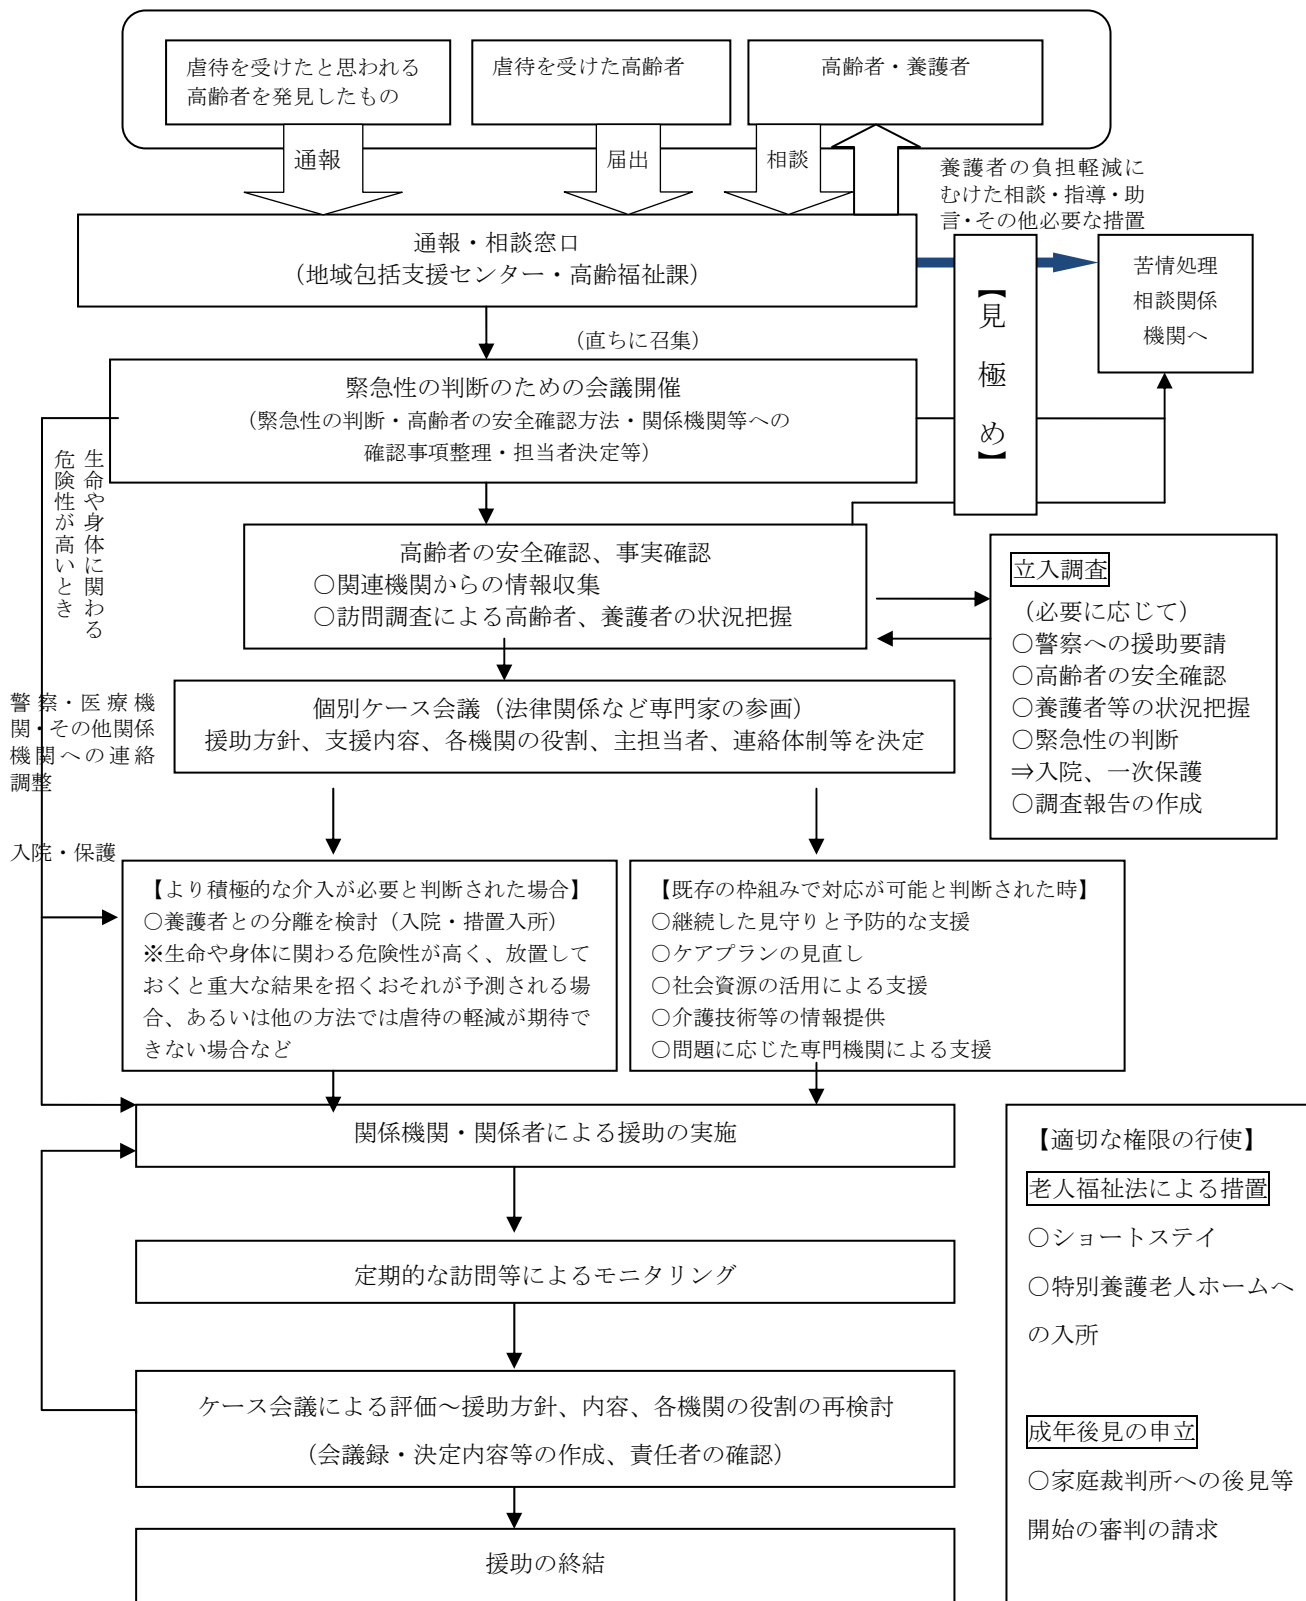 虐待を受けたと思われる
高齢者を発見したもの
虐待を受けた高齢者
高齢者・養護者
通報
届出
相談
養護者の負担軽減に
むけた相談・指導・助
言・その他必要な措置
通報・相談窓口
（地域包括支援センター・高齢福祉課）
【見極め】
苦情処理
相談関係
機関へ
（直ちに召集）
緊急性の判断のための会議開催
（緊急性の判断・高齢者の安全確認方法・関係機関等への
確認事項整理・担当者決定等）
生命や身体に関わる
危険性が高いとき
高齢者の安全確認、事実確認
○関連機関からの情報収集
○訪問調査による高齢者、養護者の状況把握
立入調査
（必要に応じて）
○警察への援助要請
○高齢者の安全確認
○養護者等の状況把握
○緊急性の判断
⇒入院、一次保護
○調査報告の作成
警察・医療機
関・その他関係
機関への連絡
調整
個別ケース会議（法律関係など専門家の参画）
援助方針、支援内容、各機関の役割、主担当者、連絡体制等を決定
入院・保護
【より積極的な介入が必要と判断された場合】
○養護者との分離を検討（入院・措置入所）
※生命や身体に関わる危険性が高く、放置して
おくと重大な結果を招くおそれが予測される場
合、あるいは他の方法では虐待の軽減が期待で
きない場合など
【既存の枠組みで対応が可能と判断された時】
○継続した見守りと予防的な支援
○ケアプランの見直し
○社会資源の活用による支援
○介護技術等の情報提供
○問題に応じた専門機関による支援
関係機関・関係者による援助の実施
定期的な訪問等によるモニタリング
ケース会議による評価～援助方針、内容、各機関の役割の再検討
（会議録・決定内容等の作成、責任者の確認）
援助の終結
【適切な権限の行使】
老人福祉法による措置
○ショートステイ
○特別養護老人ホームへ
の入所
成年後見の申立
○家庭裁判所への後見等
開始の審判の請求